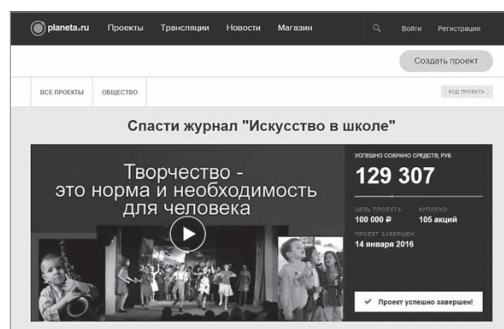 planeta.ru Проекты Трансляции Новости Магазин Войти Регистрация
Создать проект
ВСЕ ПРОЕКТЫ ОБЩЕСТВО КОД ПРОЕКТА
Спасти журнал "Искусство в школе"
Творчество -
это норма и необходимость
для человека
УСПЕШНО СОБРАНО СРЕДСТВ, РУБ
129 307
ЦЕЛЬ ПРОЕКТА КУПЛЕНО
100 000 ₽ 105 акций
ПРОЕКТ ЗАВЕРШЕН
14 января 2016
Проект успешно завершен!